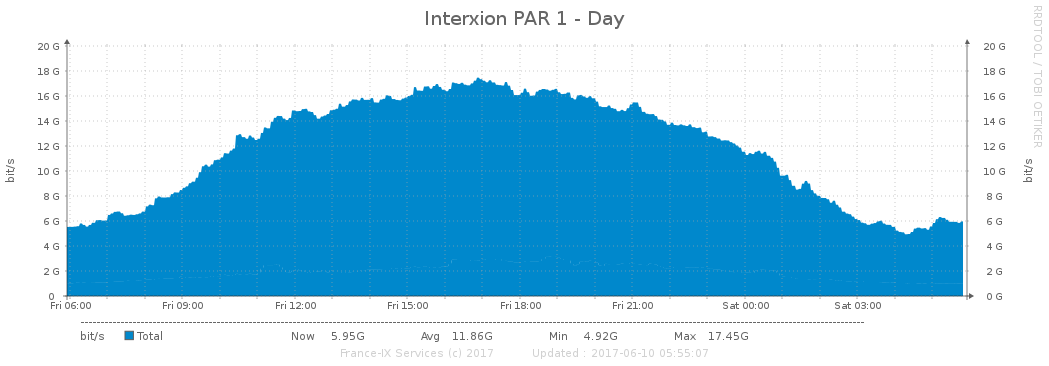 Interxion PAR 1 - Day
RRDTOOL / TOBI OETIKER
20 G 20 G
18 G 18 G
16 G 16 G
14 G 14 G
12 G 12 G
10 G 10 G
8 G 8 G
6 G 6 G
4 G 4 G
2 G 2 G
0 0 G
bit/s
bit/s
Fri 06:00 Fri 09:00 Fri 12:00 Fri 15:00 Fri 18:00 Fri 21:00 Sat 00:00 Sat 03:00
bit/s Total Now 5.95G Avg 11.86G Min 4.92G Max 17.45G
France-IX Services (c) 2017 Updated : 2017-06-10 05:55:07